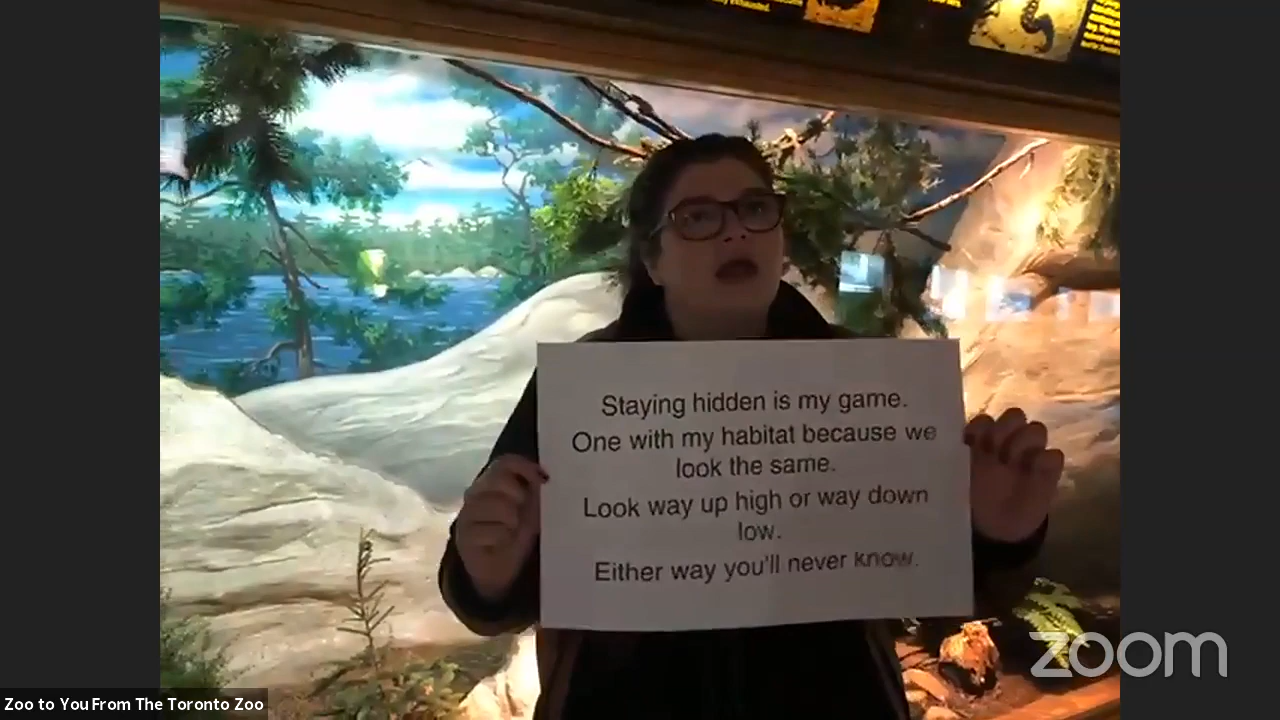 Staying hidden is my game.
One with my habitat because we
look the same.
Look way up high or way down
low.
Either way you'll never know.
zoom
Zoo to You From The Toronto Zoo